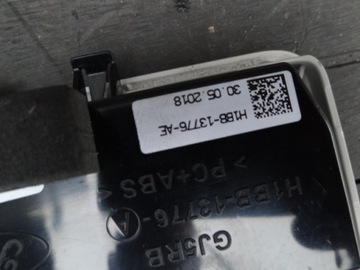 H1BB-13776-AE
30.05.2018
>PC+ABS<
H1BB-13776-A
GJ5RB